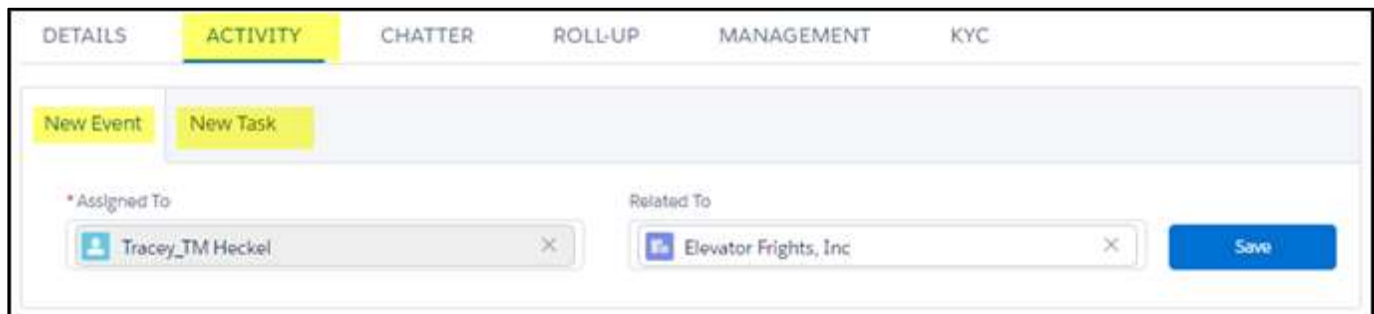 DETAILS ACTIVITY CHATTER ROLL-UP MANAGEMENT KYC
New Event New Task
*Assigned To Related To
Tracey_TM Heckel Elevator Frights, Inc Save